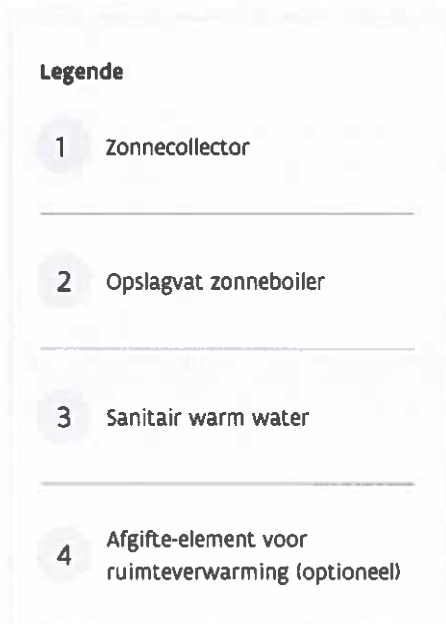 Legende
1 Zonnecollector
2 Opslagvat zonneboiler
3 Sanitair warm water
4 Afgifte-element voor
ruimteverwarming (optioneel)